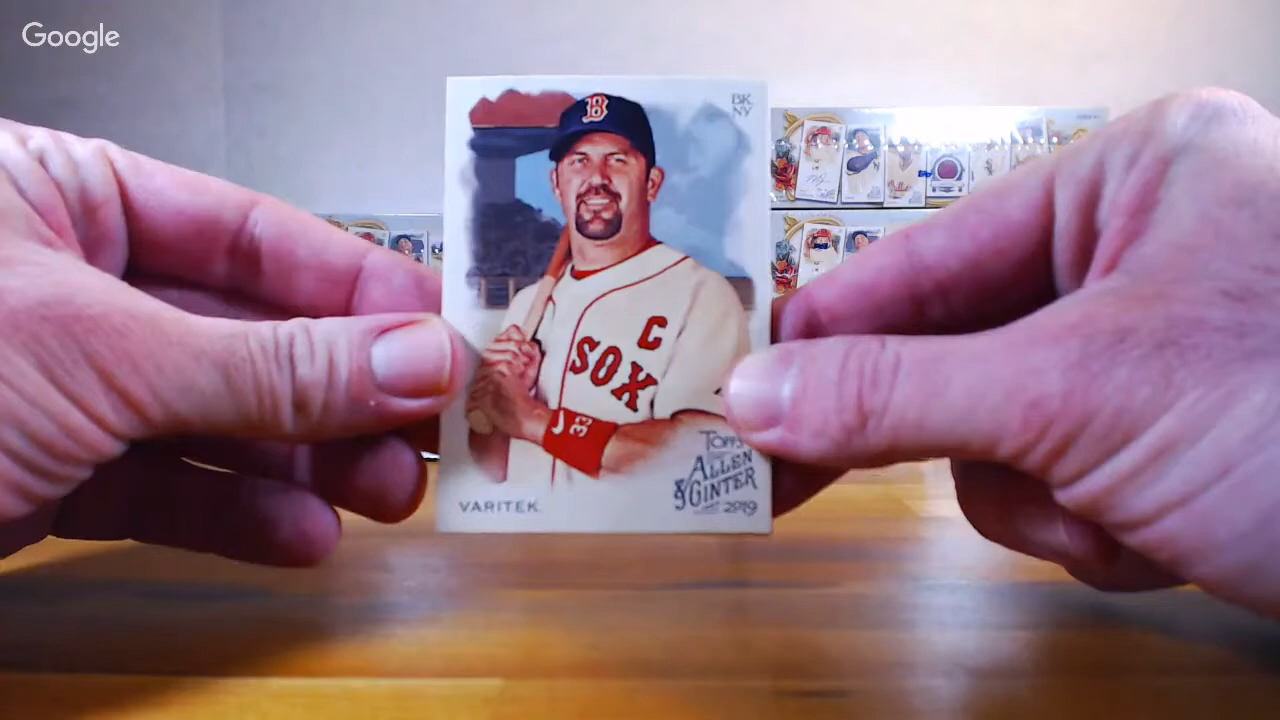 Google
BK.
NY
B
C
SOX
33
TOPPS
ALLEN
& GINTER
2019
VARITEK